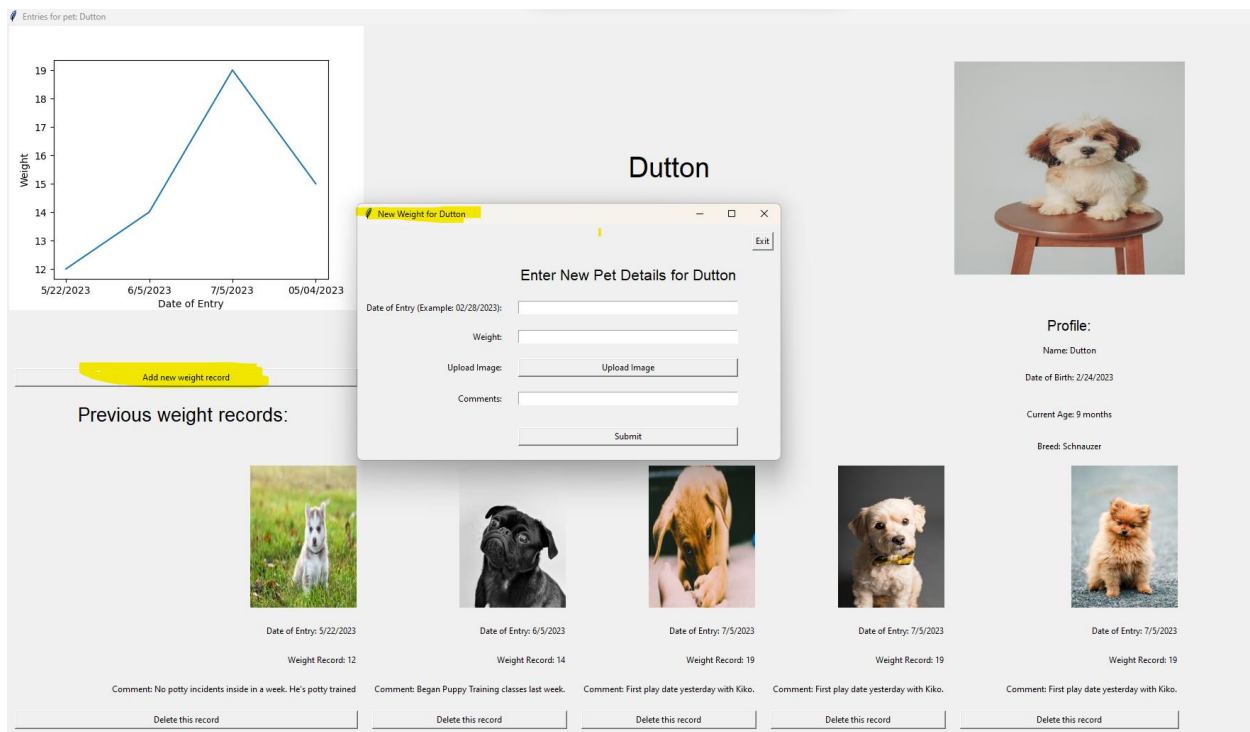 Entries for pet: Dutton
19
18
17
16
15
14
13
12
Weight
5/22/2023 6/5/2023 7/5/2023 05/04/2023
Date of Entry
Dutton
New Weight for Dutton
Exit
Enter New Pet Details for Dutton
Date of Entry (Example: 02/28/2023):
Weight:
Upload Image: Upload Image
Comments:
Submit
Profile:
Name: Dutton
Date of Birth: 2/24/2023
Current Age: 9 months
Breed: Schnauzer
Add new weight record
Previous weight records:
Date of Entry: 5/22/2023 Date of Entry: 6/5/2023 Date of Entry: 7/5/2023 Date of Entry: 7/5/2023 Date of Entry: 7/5/2023
Weight Record: 12 Weight Record: 14 Weight Record: 19 Weight Record: 19 Weight Record: 19
Comment: No potty incidents inside in a week. He's potty trained Comment: Began Puppy Training classes last week. Comment: First play date yesterday with Kiko. Comment: First play date yesterday with Kiko. Comment: First play date yesterday with Kiko.
Delete this record Delete this record Delete this record Delete this record Delete this record